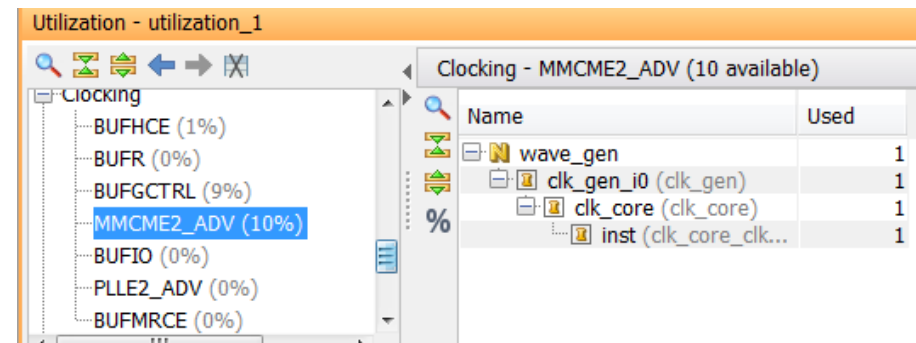 Utilization - utilization_1
Clocking
BUFHCE (1%)
BUFR (0%)
BUFGCTRL (9%)
MMCME2_ADV (10%)
BUFIO (0%)
PLLE2_ADV (0%)
BUFMRCE (0%)
Clocking - MMCME2_ADV (10 available)
%
Name Used
N wave_gen 1
clk_gen_i0 (clk_gen) 1
clk_core (clk_core) 1
inst (clk_core_clk... 1